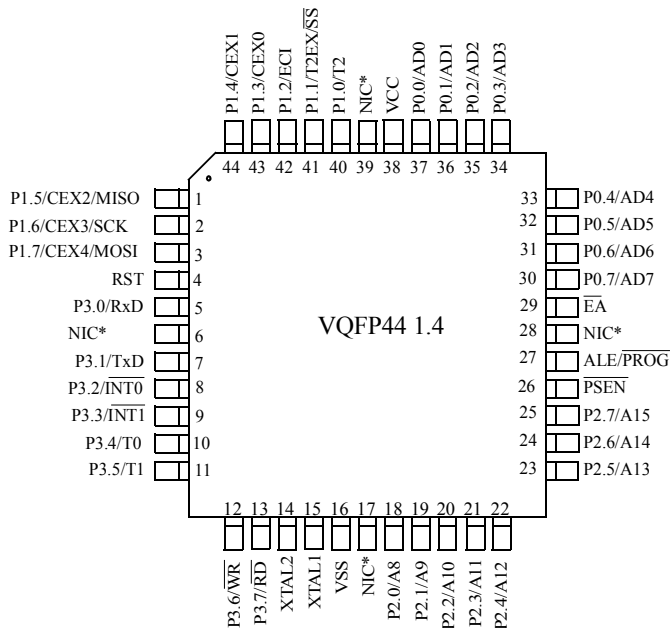 P1.4/CEX1
P1.3/CEX0
P1.2/ECI
P1.1/T2EX/S̅S̅
P1.0/T2
NIC*
VCC
P0.0/AD0
P0.1/AD1
P0.2/AD2
P0.3/AD3
44 43 42 41 40 39 38 37 36 35 34
P1.5/CEX2/MISO 1
P1.6/CEX3/SCK 2
P1.7/CEX4/MOSI 3
RST 4
P3.0/RxD 5
NIC* 6
P3.1/TxD 7
P3.2/I̅N̅T̅0̅ 8
P3.3/I̅N̅T̅1̅ 9
P3.4/T0 10
P3.5/T1 11
VQFP44 1.4
33 P0.4/AD4
32 P0.5/AD5
31 P0.6/AD6
30 P0.7/AD7
29 E̅A̅
28 NIC*
27 ALE/P̅R̅O̅G̅
26 P̅S̅E̅N̅
25 P2.7/A15
24 P2.6/A14
23 P2.5/A13
12 13 14 15 16 17 18 19 20 21 22
P3.6/W̅R̅
P3.7/R̅D̅
XTAL2
XTAL1
VSS
NIC*
P2.0/A8
P2.1/A9
P2.2/A10
P2.3/A11
P2.4/A12